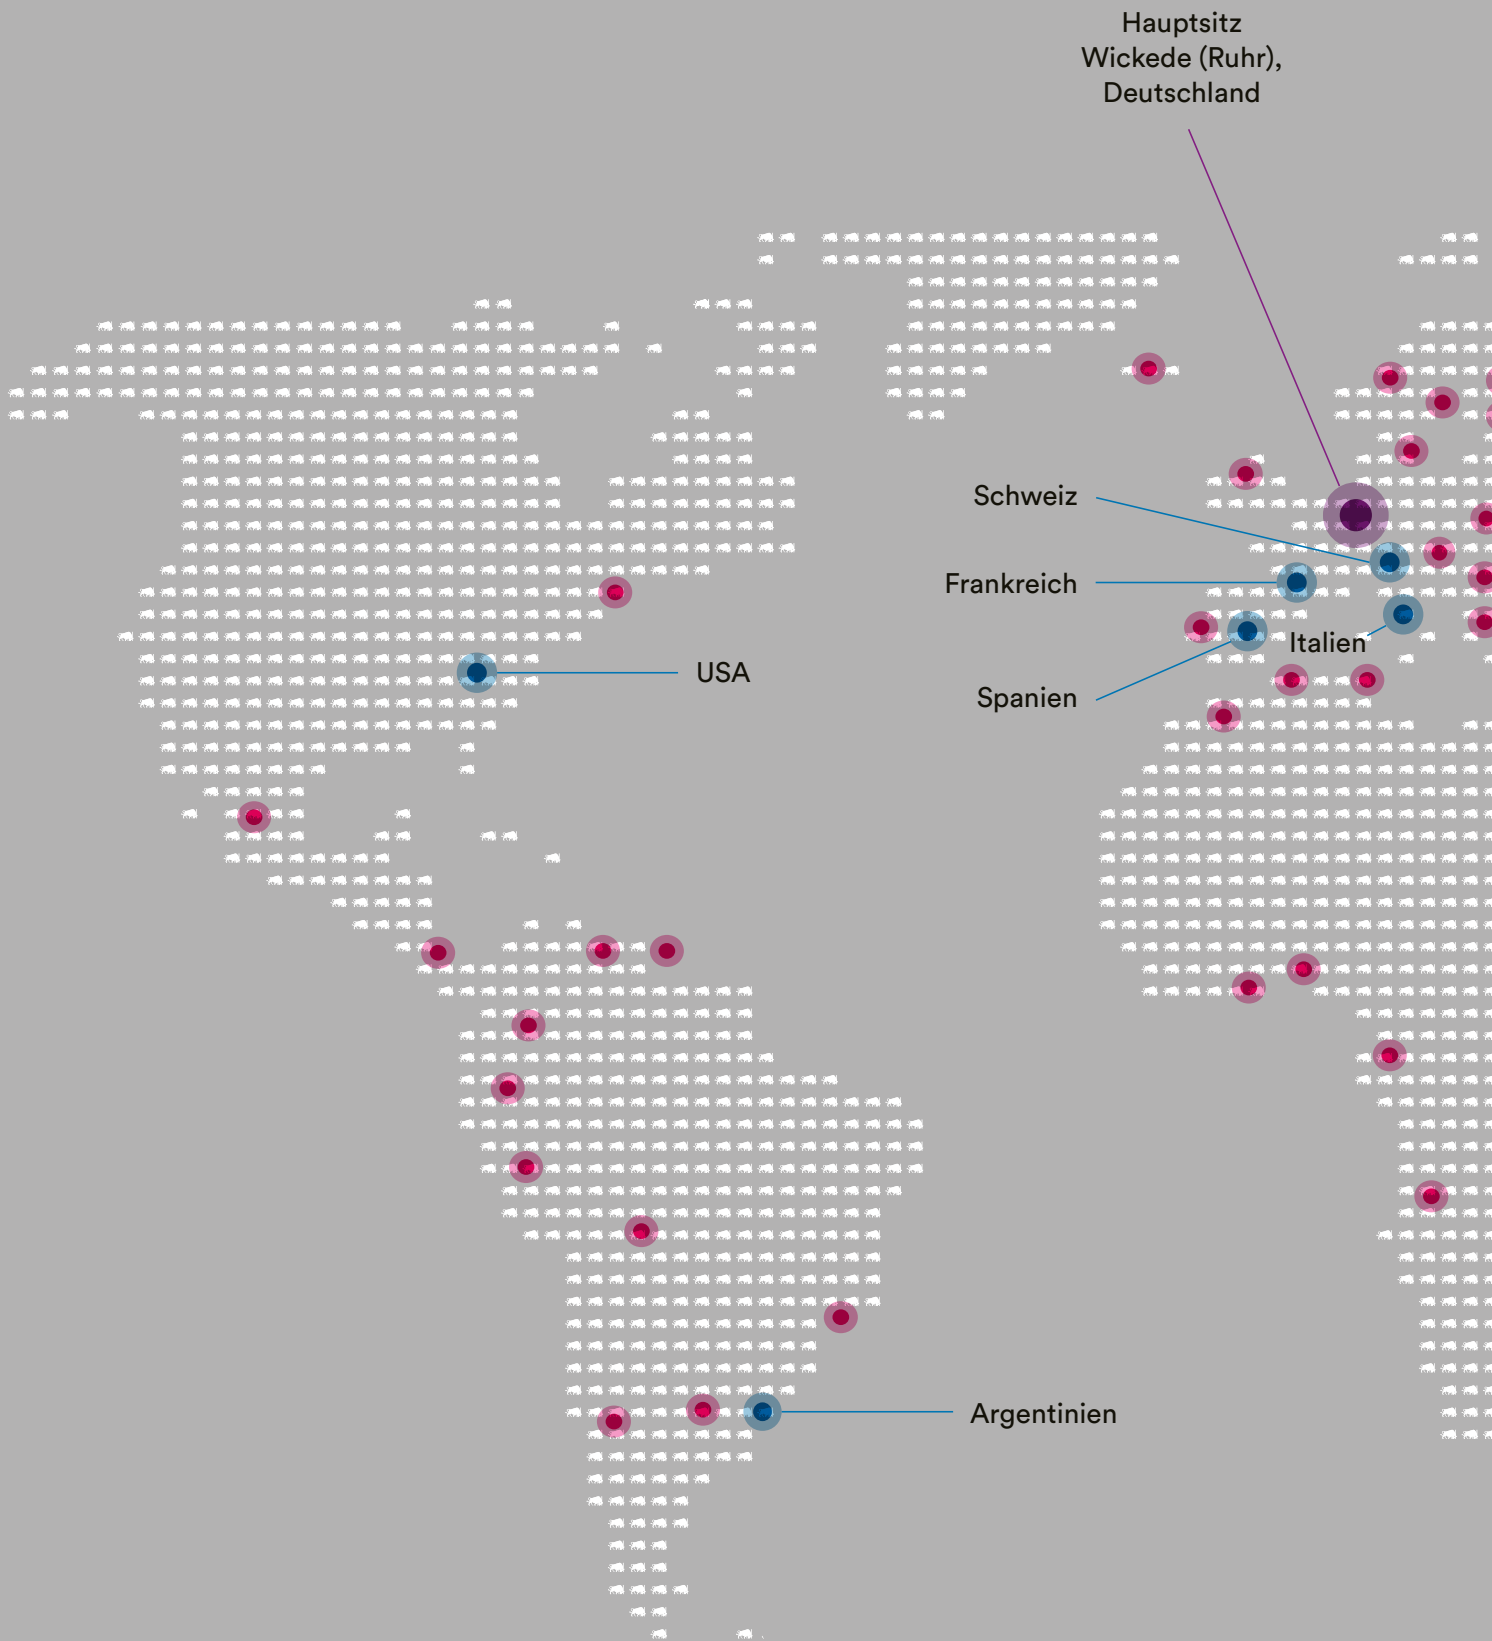 Hauptsitz
Wickede (Ruhr),
Deutschland
Schweiz
Frankreich
Italien
USA
Spanien
Argentinien